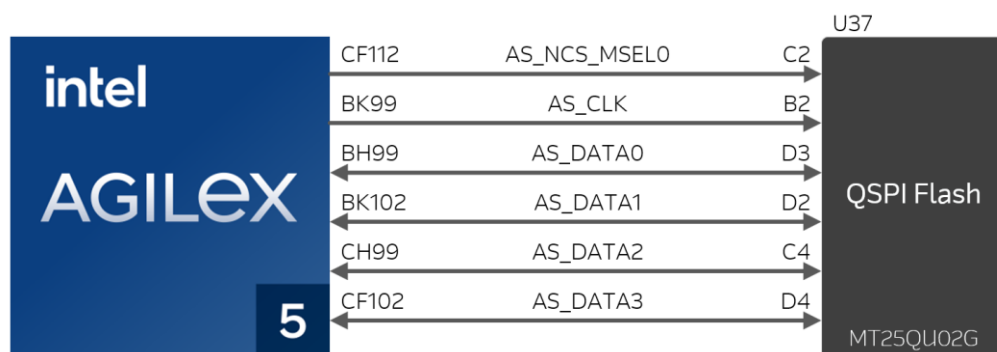 U37
intel
AGILEX
5
CF112 AS_NCS_MSEL0 C2
BK99 AS_CLK B2
BH99 AS_DATA0 D3
BK102 AS_DATA1 D2
CH99 AS_DATA2 C4
CF102 AS_DATA3 D4
QSPI Flash
MT25QU02G